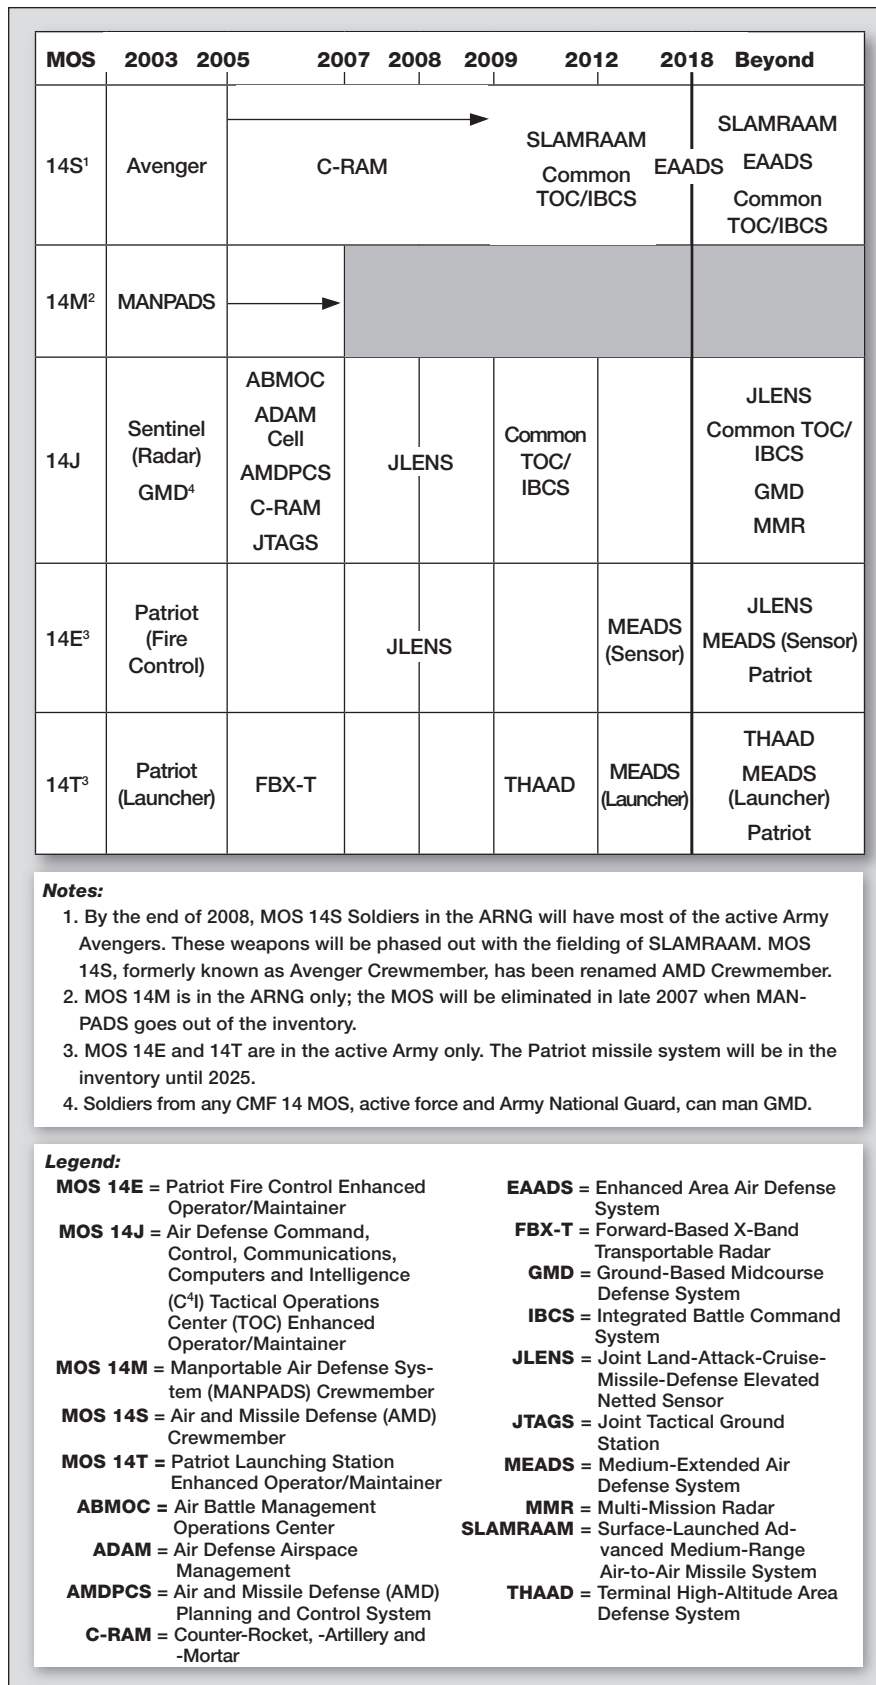 MOS 2003 2005 2007 2008 2009 2012 2018 Beyond
14S¹ Avenger C-RAM SLAMRAAM
Common
TOC/IBCS
EAADS SLAMRAAM
EAADS
Common
TOC/IBCS
14M² MANPADS
14J Sentinel
(Radar)
GMD⁴
ABMOC
ADAM
Cell
AMDPCS
C-RAM
JTAGS
JLENS
Common
TOC/
IBCS
JLENS
Common TOC/
IBCS
GMD
MMR
14E³ Patriot
(Fire
Control)
JLENS
MEADS
(Sensor)
JLENS
MEADS (Sensor)
Patriot
14T³ Patriot
(Launcher)
FBX-T
THAAD
MEADS
(Launcher)
THAAD
MEADS
(Launcher)
Patriot
Notes:
1. By the end of 2008, MOS 14S Soldiers in the ARNG will have most of the active Army
Avengers. These weapons will be phased out with the fielding of SLAMRAAM. MOS
14S, formerly known as Avenger Crewmember, has been renamed AMD Crewmember.
2. MOS 14M is in the ARNG only; the MOS will be eliminated in late 2007 when MAN-
PADS goes out of the inventory.
3. MOS 14E and 14T are in the active Army only. The Patriot missile system will be in the
inventory until 2025.
4. Soldiers from any CMF 14 MOS, active force and Army National Guard, can man GMD.
Legend:
MOS 14E = Patriot Fire Control Enhanced
Operator/Maintainer
MOS 14J = Air Defense Command,
Control, Communications,
Computers and Intelligence
(C⁴I) Tactical Operations
Center (TOC) Enhanced
Operator/Maintainer
MOS 14M = Manportable Air Defense Sys-
tem (MANPADS) Crewmember
MOS 14S = Air and Missile Defense (AMD)
Crewmember
MOS 14T = Patriot Launching Station
Enhanced Operator/Maintainer
ABMOC = Air Battle Management
Operations Center
ADAM = Air Defense Airspace
Management
AMDPCS = Air and Missile Defense (AMD)
Planning and Control System
C-RAM = Counter-Rocket, -Artillery and
-Mortar
EAADS = Enhanced Area Air Defense
System
FBX-T = Forward-Based X-Band
Transportable Radar
GMD = Ground-Based Midcourse
Defense System
IBCS = Integrated Battle Command
System
JLENS = Joint Land-Attack-Cruise-
Missile-Defense Elevated
Netted Sensor
JTAGS = Joint Tactical Ground
Station
MEADS = Medium-Extended Air
Defense System
MMR = Multi-Mission Radar
SLAMRAAM = Surface-Launched Ad-
vanced Medium-Range
Air-to-Air Missile System
THAAD = Terminal High-Altitude Area
Defense System